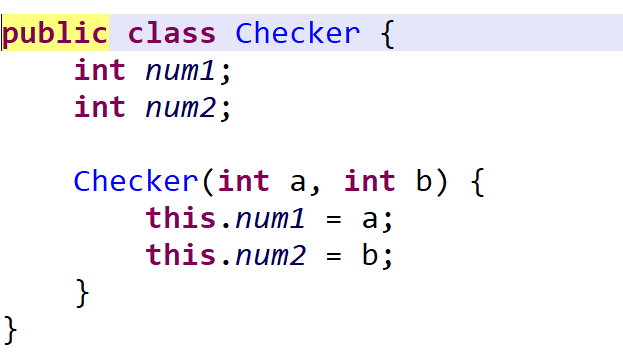 public class Checker {
    int num1;
    int num2;

    Checker(int a, int b) {
        this.num1 = a;
        this.num2 = b;
    }
}